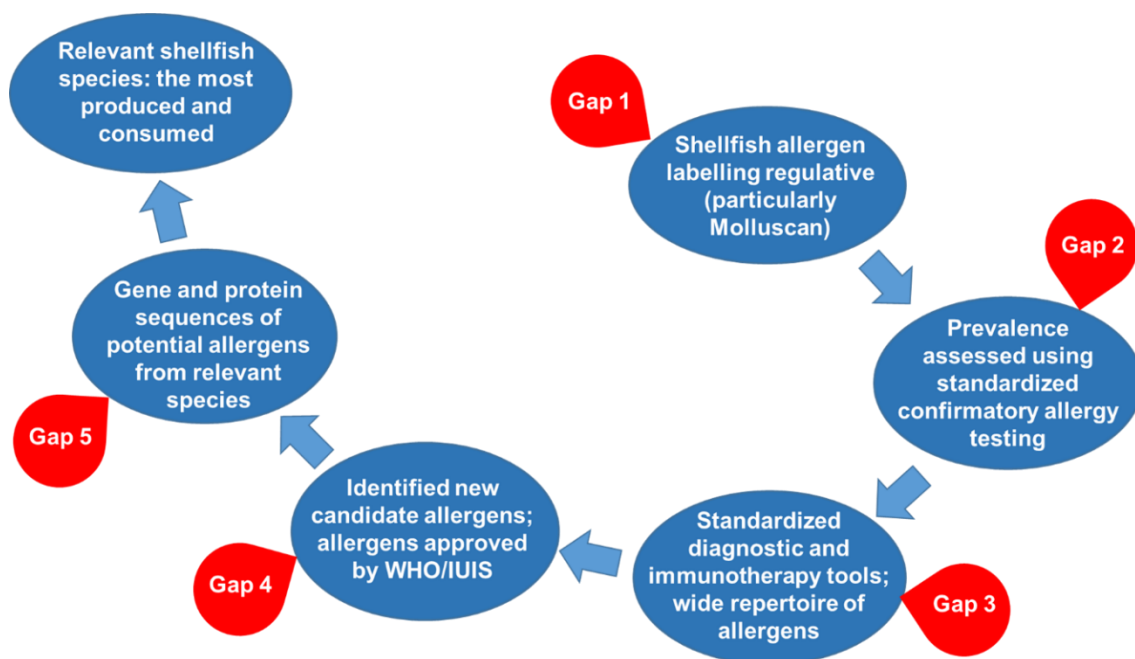 Relevant shellfish
species: the most
produced and
consumed
Gap 1
Shellfish allergen
labelling regulative
(particularly
Molluscan)
Gap 2
Prevalence
assessed using
standardized
confirmatory allergy
testing
Gap 3
Standardized
diagnostic and
immunotherapy tools;
wide repertoire of
allergens
Gap 4
Identified new
candidate allergens;
allergens approved
by WHO/IUIS
Gap 5
Gene and protein
sequences of
potential allergens
from relevant
species